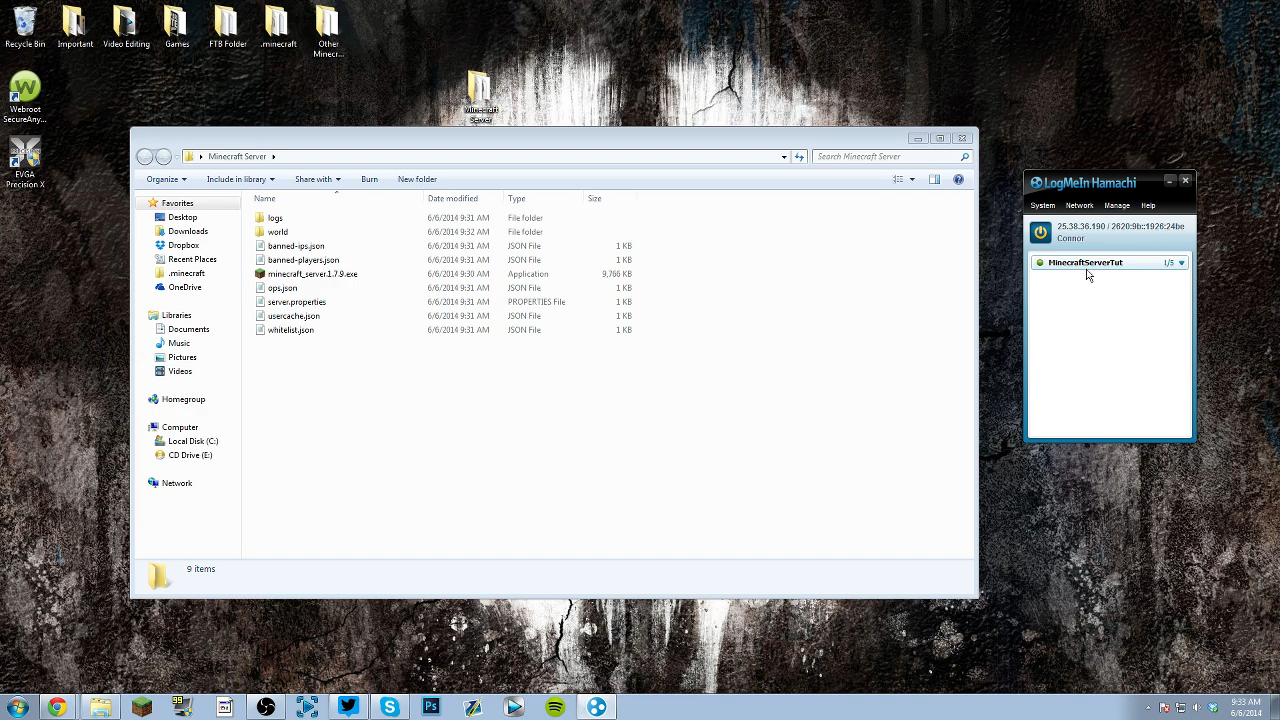 Recycle Bin
Important
Video Editing
Games
FTB Folder
.minecraft
Other
Minecr...
Webroot
SecureAny...
EVGA
Precision X
Minecraft
Server
Minecraft Server
Search Minecraft Server
Organize
Include in library
Share with
Burn
New folder
Name
Date modified
Type
Size
Favorites
Desktop
Downloads
Dropbox
Recent Places
.minecraft
OneDrive
Libraries
Documents
Music
Pictures
Videos
Homegroup
Computer
Local Disk (C:)
CD Drive (E:)
Network
logs 6/6/2014 9:31 AM File folder
world 6/6/2014 9:31 AM File folder
banned-ips.json 6/6/2014 9:31 AM JSON File 1 KB
banned-players.json 6/6/2014 9:31 AM JSON File 1 KB
6/6/2014 9:30 AM Application 9,766 KB
ops.json 6/6/2014 9:31 AM JSON File 1 KB
server.properties 6/6/2014 9:31 AM PROPERTIES File 1 KB
usercache.json 6/6/2014 9:31 AM JSON File 1 KB
whitelist.json 6/6/2014 9:31 AM JSON File 1 KB
9 items
LogMeIn Hamachi
System Network Manage Help
25.38.36.190 / 2620:9b::1926:24be
Connor
MinecraftServerTut 1/5
99
Ps
9:33 AM
6/6/2014